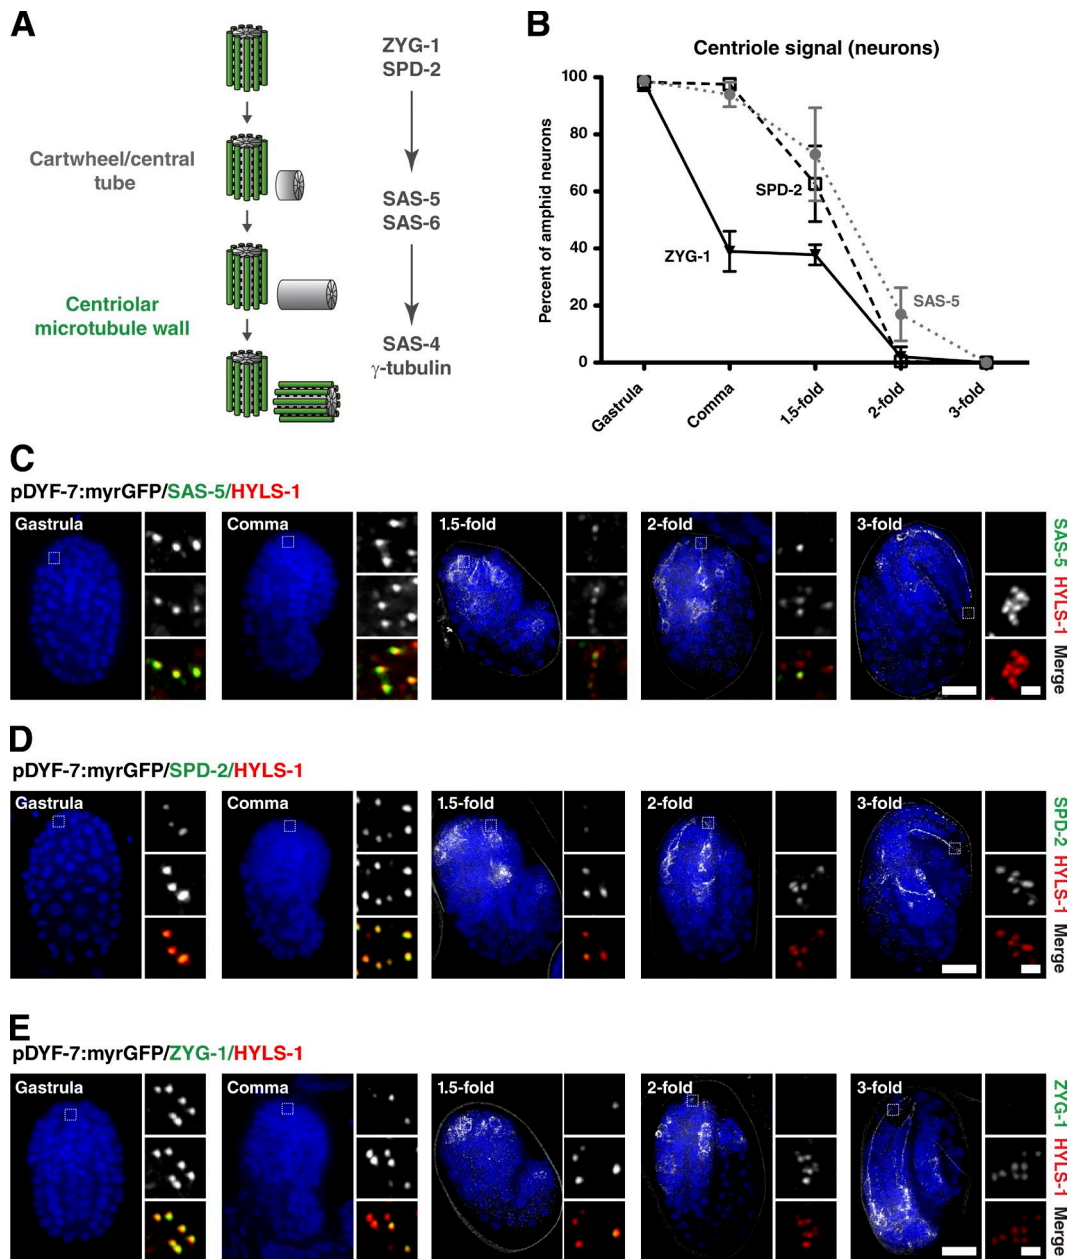 A
ZYG-1
SPD-2
Cartwheel/central
tube
SAS-5
SAS-6
Centriolar
microtubule wall
SAS-4
γ-tubulin
B
Centriole signal (neurons)
Percent of amphid neurons
100
80
60
40
20
0
SPD-2
ZYG-1
SAS-5
Gastrula
Comma
1.5-fold
2-fold
3-fold
C
pDYF-7:myrGFP/SAS-5/HYLS-1
Gastrula
Comma
1.5-fold
2-fold
3-fold
SAS-5
HYLS-1
Merge
D
pDYF-7:myrGFP/SPD-2/HYLS-1
Gastrula
Comma
1.5-fold
2-fold
3-fold
SPD-2
HYLS-1
Merge
E
pDYF-7:myrGFP/ZYG-1/HYLS-1
Gastrula
Comma
1.5-fold
2-fold
3-fold
ZYG-1
HYLS-1
Merge